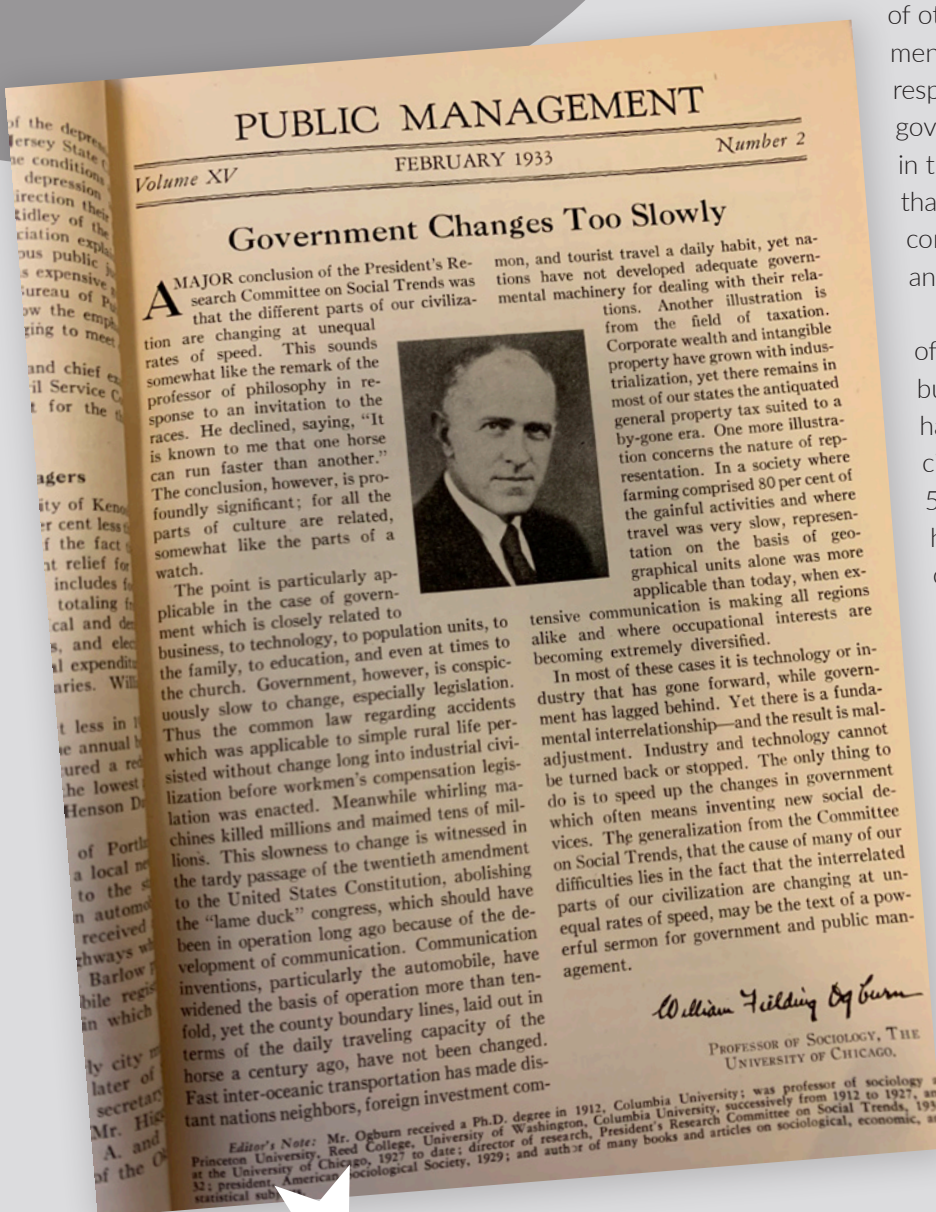 PUBLIC MANAGEMENT
Volume XV
FEBRUARY 1933
Number 2
Government Changes Too Slowly
A MAJOR conclusion of the President's Re-
search Committee on Social Trends was
that the different parts of our civiliza-
tion are changing at unequal
rates of speed. This sounds
somewhat like the remark of the
professor of philosophy in re-
sponse to an invitation to the
races. He declined, saying, "It
is known to me that one horse
can run faster than another."
The conclusion, however, is pro-
foundly significant; for all the
parts of culture are related,
somewhat like the parts of a
watch.
The point is particularly ap-
plicable in the case of govern-
ment which is closely related to
business, to technology, to population units, to
the family, to education, and even at times to
the church. Government, however, is conspic-
uously slow to change, especially legislation.
Thus the common law regarding accidents
which was applicable to simple rural life per-
sisted without change long into industrial civi-
lization before workmen's compensation legis-
lation was enacted. Meanwhile whirling ma-
chines killed millions and maimed tens of mil-
lions. This slowness to change is witnessed in
the tardy passage of the twentieth amendment
to the United States Constitution, abolishing
the "lame duck" congress, which should have
been in operation long ago because of the de-
velopment of communication. Communication
inventions, particularly the automobile, have
widened the basis of operation more than ten-
fold, yet the county boundary lines, laid out in
terms of the daily traveling capacity of the
horse a century ago, have not been changed.
Fast inter-oceanic transportation has made dis-
tant nations neighbors, foreign investment com-
mon, and tourist travel a daily habit, yet na-
tions have not developed adequate govern-
mental machinery for dealing with their rela-
tions. Another illustration is
from the field of taxation.
Corporate wealth and intangible
property have grown with indus-
trialization, yet there remains in
most of our states the antiquated
general property tax suited to a
by-gone era. One more illustra-
tion concerns the nature of rep-
resentation. In a society where
farming comprised 80 per cent of
the gainful activities and where
travel was very slow, represen-
tation on the basis of geo-
graphical units alone was more
applicable than today, when ex-
tensive communication is making all regions
alike and where occupational interests are
becoming extremely diversified.
In most of these cases it is technology or in-
dustry that has gone forward, while govern-
ment has lagged behind. Yet there is a funda-
mental interrelationship—and the result is mal-
adjustment. Industry and technology cannot
be turned back or stopped. The only thing to
do is to speed up the changes in government
which often means inventing new social de-
vices. The generalization from the Committee
on Social Trends, that the cause of many of our
difficulties lies in the fact that the interrelated
parts of our civilization are changing at un-
equal rates of speed, may be the text of a pow-
erful sermon for government and public man-
agement.
William Fielding Ogburn
PROFESSOR OF SOCIOLOGY, THE
UNIVERSITY OF CHICAGO.
Editor's Note: Mr. Ogburn received a Ph.D. degree in 1912, Columbia University; was professor of sociology
Princeton University, Reed College, University of Washington, Columbia University, successively from 1912 to 1927, and
at the University of Chicago, 1927 to date; director of research, President's Research Committee on Social Trends,
32; president, American Sociological Society, 1929; and author of many books and articles on sociological, economic,
statistical